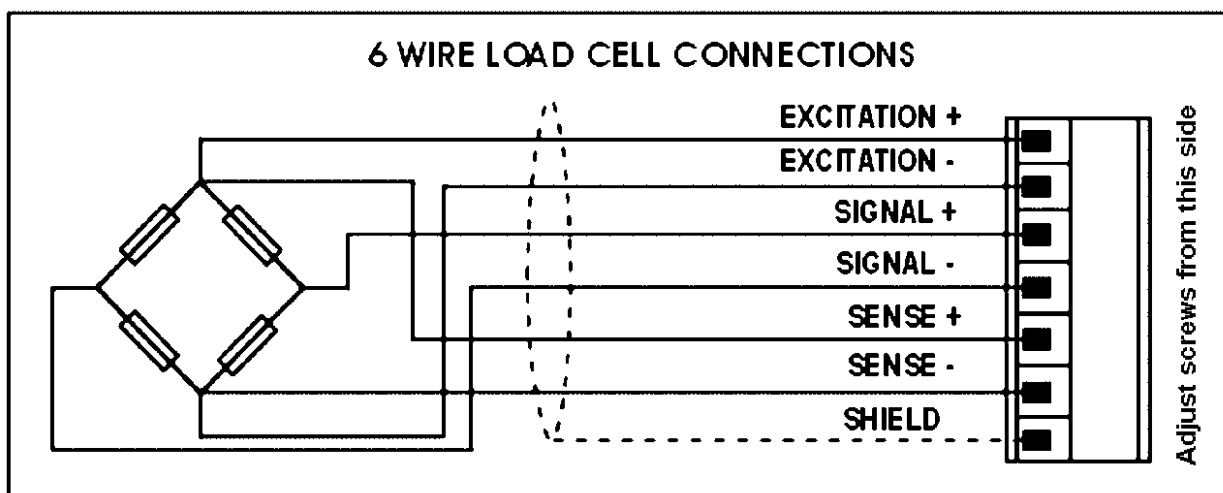 6 WIRE LOAD CELL CONNECTIONS
EXCITATION +
EXCITATION -
SIGNAL +
SIGNAL -
SENSE +
SENSE -
SHIELD
Adjust screws from this side